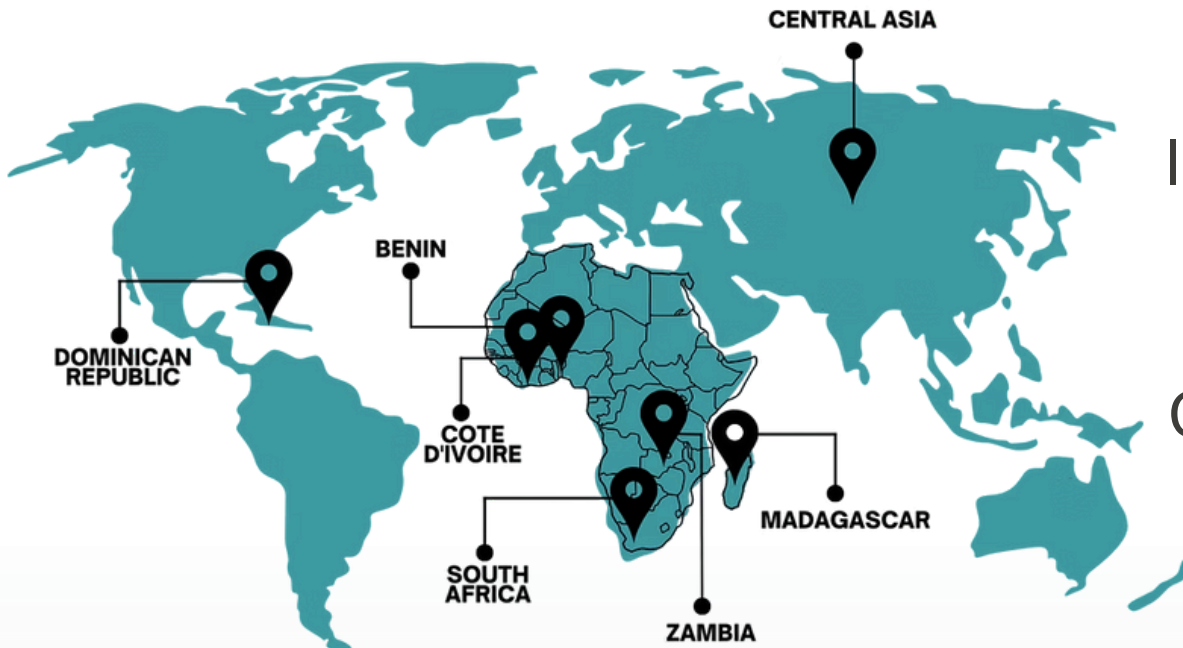 CENTRAL ASIA
BENIN
DOMINICAN
REPUBLIC
COTE
D'IVOIRE
SOUTH
AFRICA
MADAGASCAR
ZAMBIA